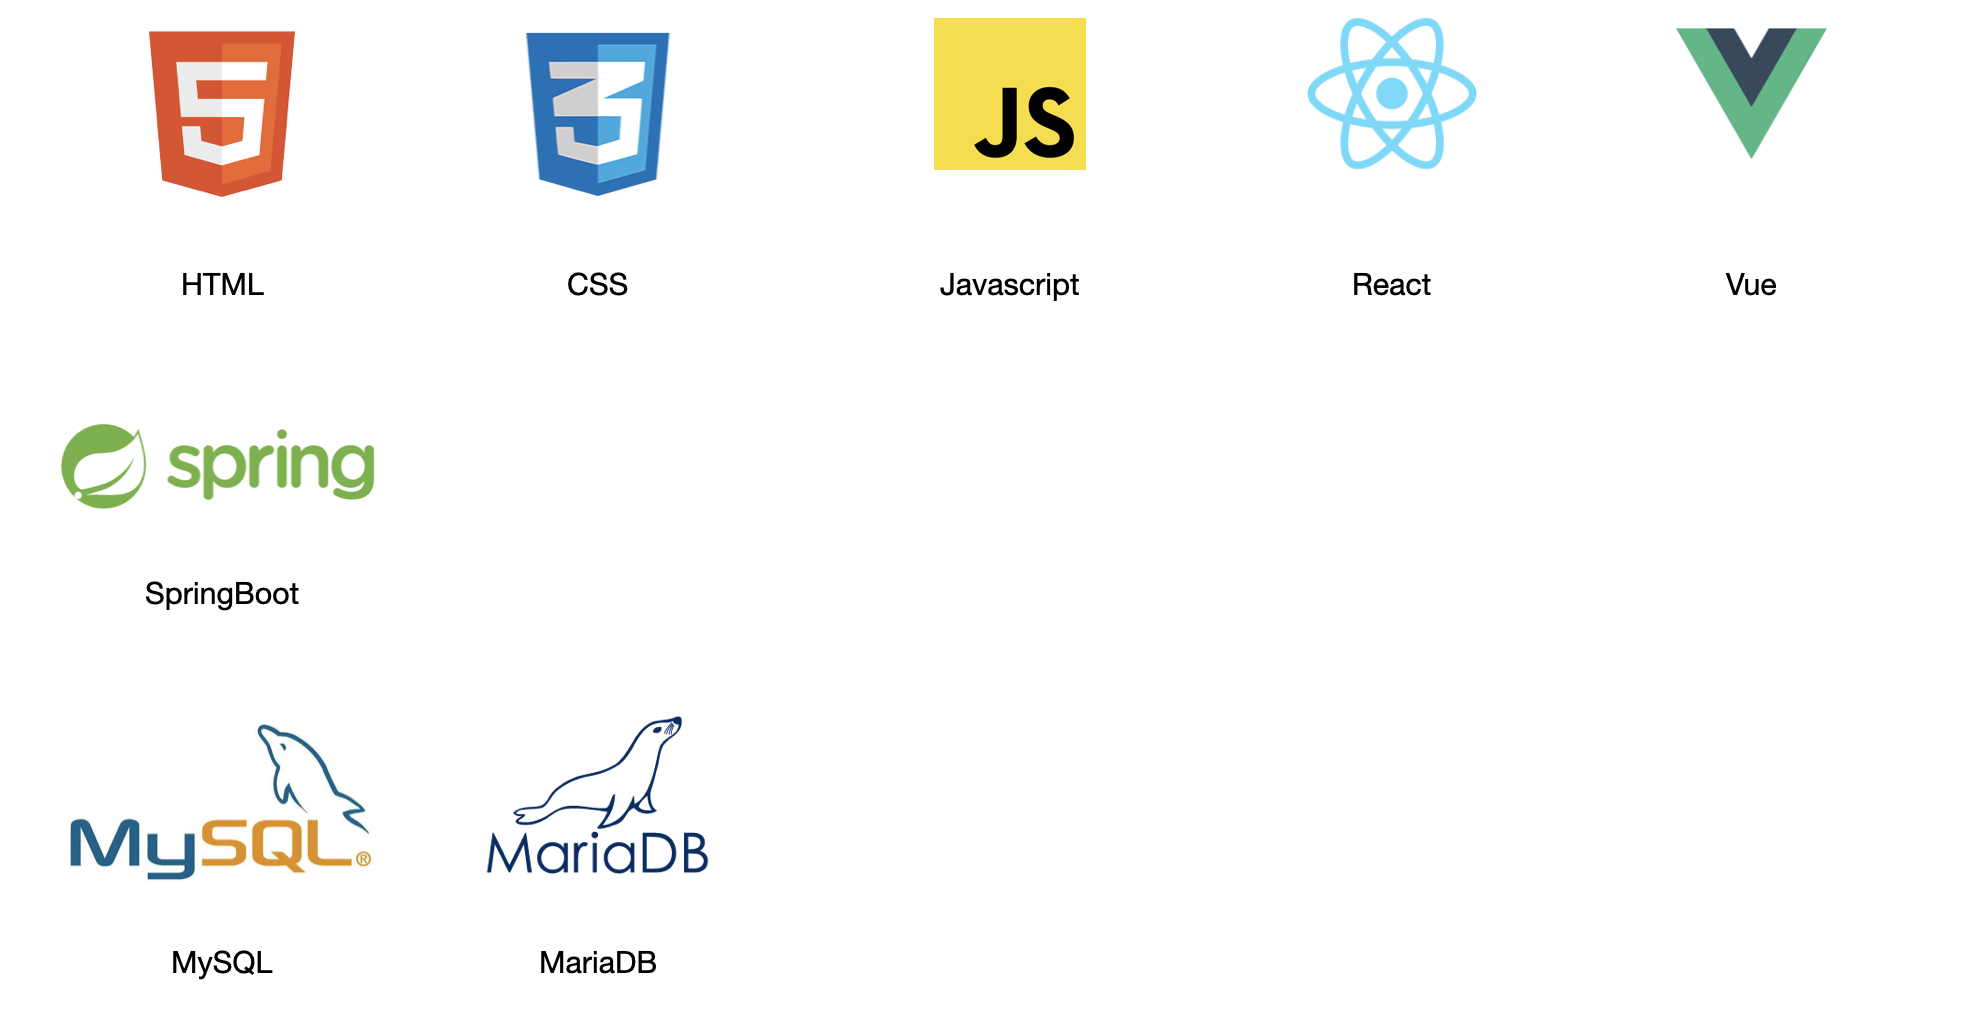 5
3
JS
HTML
CSS
Javascript
React
Vue
spring
SpringBoot
MySQL®
MariaDB
MySQL
MariaDB